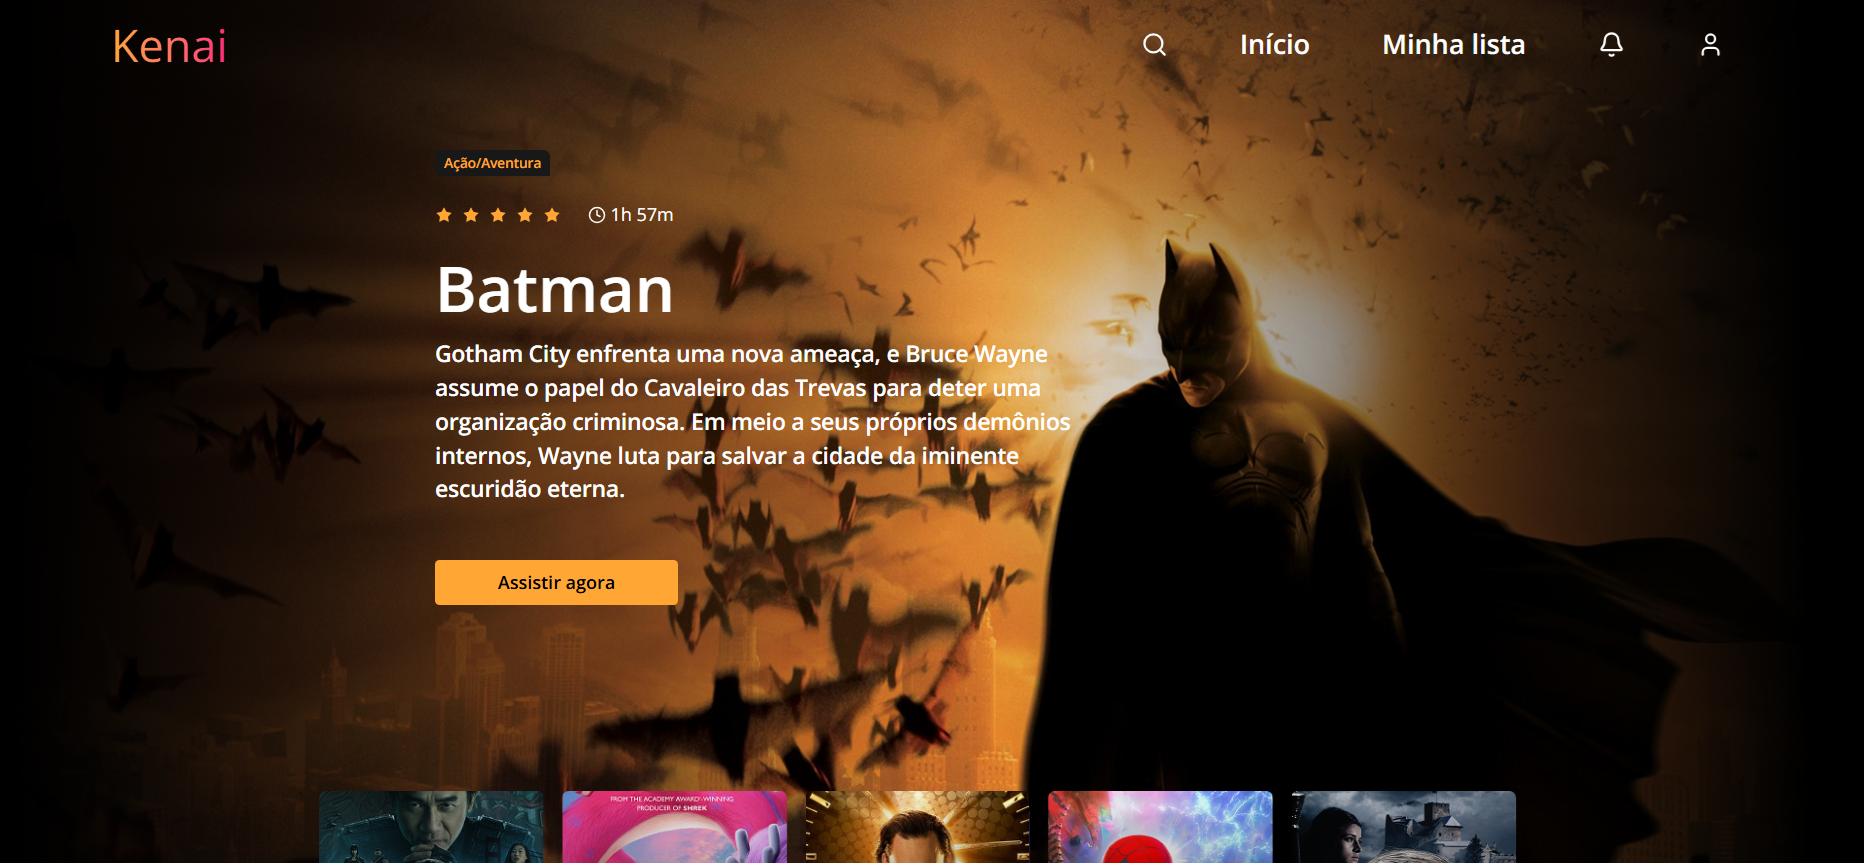 Kenai
Início
Minha lista
Ação/Aventura
1h 57m
Batman
Gotham City enfrenta uma nova ameaça, e Bruce Wayne
assume o papel do Cavaleiro das Trevas para deter uma
organização criminosa. Em meio a seus próprios demônios
internos, Wayne luta para salvar a cidade da iminente
escuridão eterna.
Assistir agora
FROM THE ACADEMY AWARD®-WINNING
PRODUCER OF SHREK